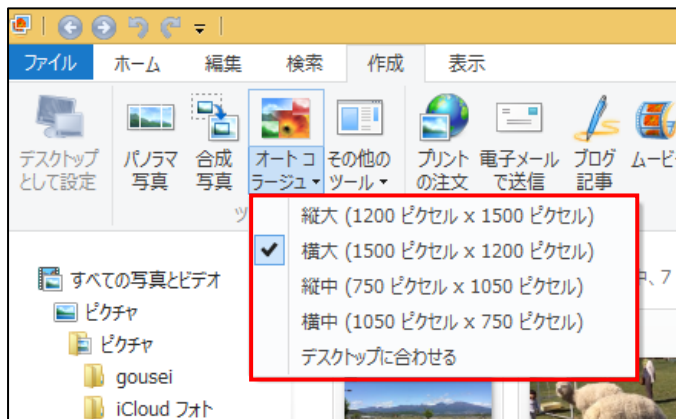 ファイル ホーム 編集 検索 作成 表示
デスクトップ パノラマ 合成 オートコ その他の プリント 電子メール ブログ ムービ
として設定 写真 写真 ラージュ ツール の注文 で送信 記事
ツ
縦大 (1200 ピクセル x 1500 ピクセル)
横大 (1500 ピクセル x 1200 ピクセル)
縦中 (750 ピクセル x 1050 ピクセル)
横中 (1050 ピクセル x 750 ピクセル)
デスクトップに合わせる
すべての写真とビデオ
ピクチャ
ピクチャ
gousei
iCloud フォト